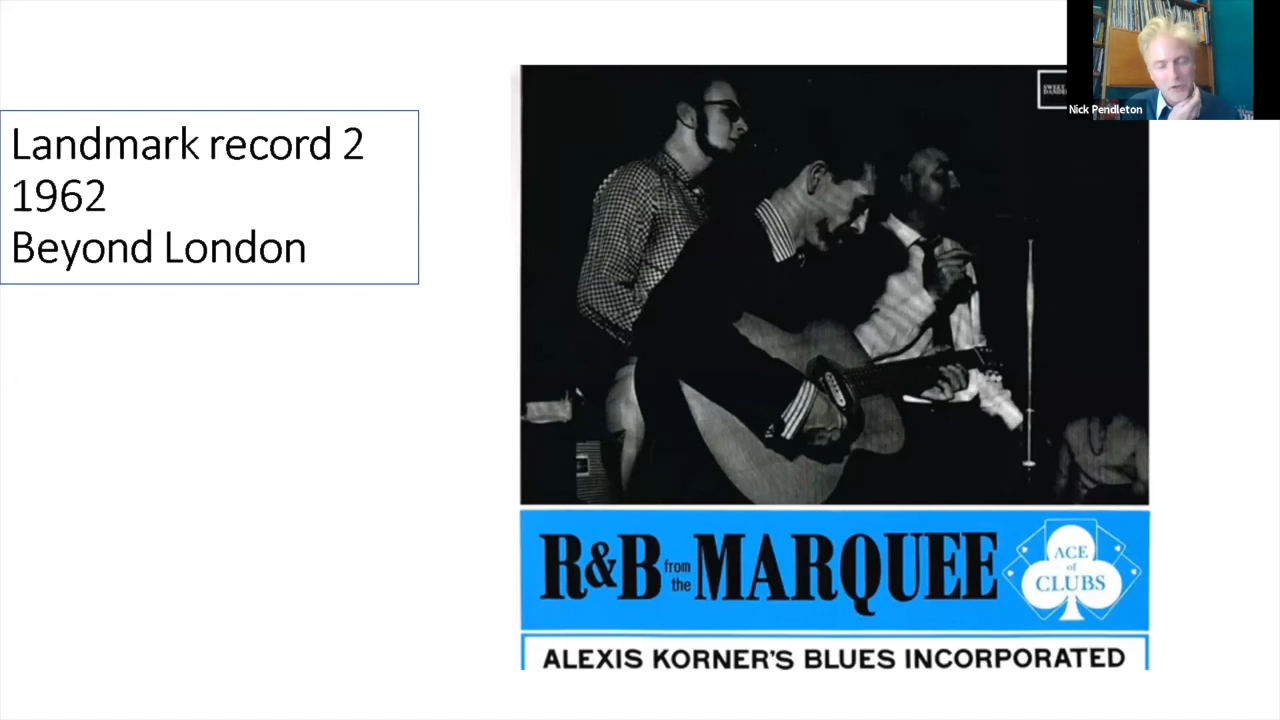 Landmark record 2
1962
Beyond London
Nick Pendleton
R&B from the MARQUEE
ACE
of
CLUBS
ALEXIS KORNER'S BLUES INCORPORATED